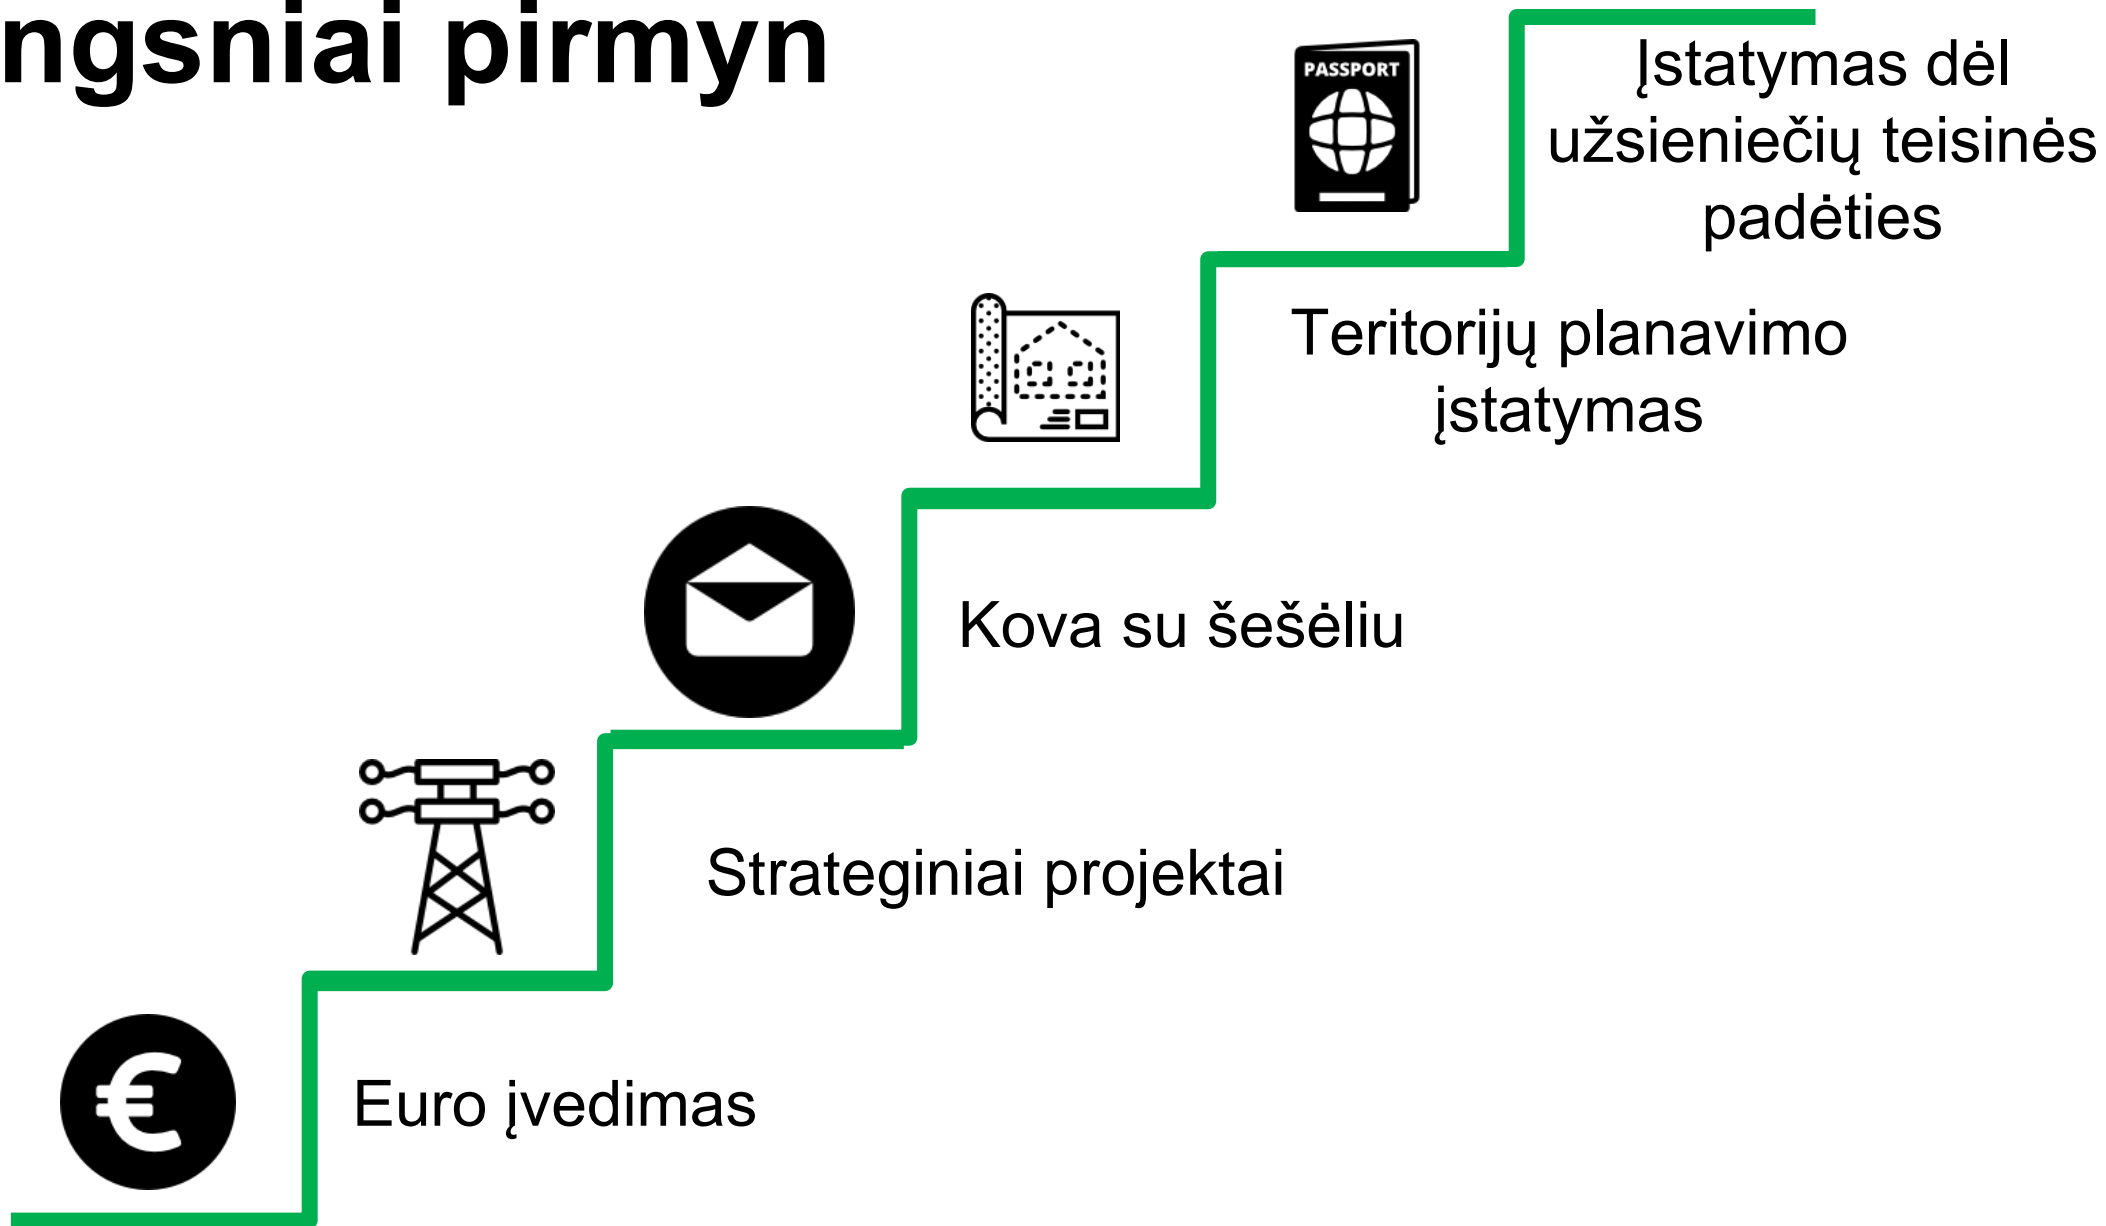 ngsniai pirmyn
PASSPORT
Įstatymas dėl
užsieniečių teisinės
padėties
Teritorijų planavimo
įstatymas
Kova su šešėliu
Strateginiai projektai
€
Euro įvedimas